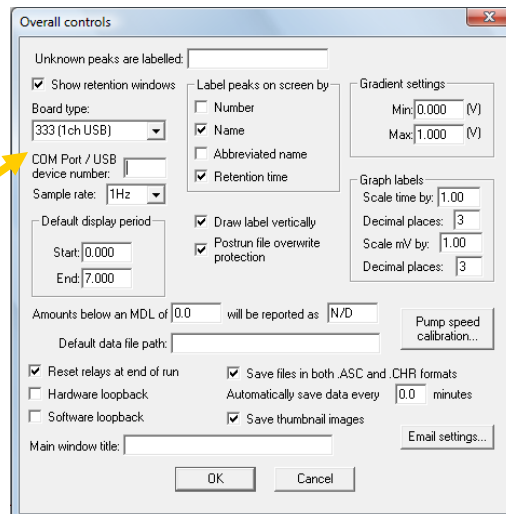 Overall controls
Unknown peaks are labelled:
Show retention windows
Board type:
333 (1ch USB)
COM Port / USB
device number:
Sample rate: 1Hz
Default display period
Start: 0.000
End: 7.000
Label peaks on screen by
Number
Name
Abbreviated name
Retention time
Draw label vertically
Postrun file overwrite
protection
Gradient settings
Min: 0.000 (V)
Max: 1.000 (V)
Graph labels
Scale time by: 1.00
Decimal places: 3
Scale mV by: 1.00
Decimal places: 3
Amounts below an MDL of 0.0 will be reported as N/D
Default data file path:
Pump speed
calibration...
Reset relays at end of run
Hardware loopback
Software loopback
Save files in both .ASC and .CHR formats
Automatically save data every 0.0 minutes
Save thumbnail images
Email settings...
Main window title:
OK
Cancel